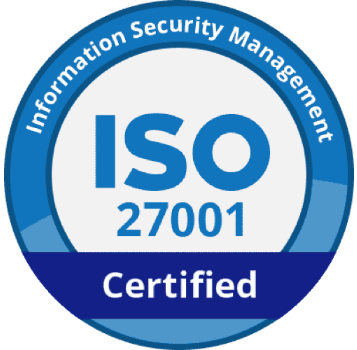 Information Security Management
ISO
27001
Certified